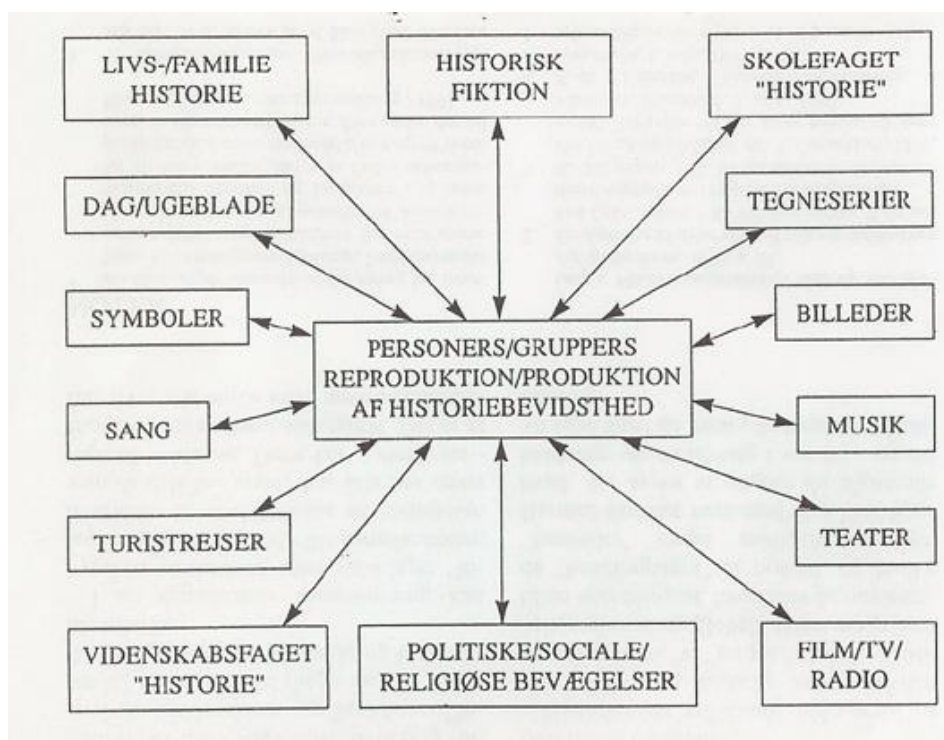 LIVS-/FAMILIE
HISTORIE
HISTORISK
FIKTION
SKOLEFAGET
"HISTORIE"
DAG/UGEBLADE
TEGNESERIER
SYMBOLER
BILLEDER
PERSONERS/GRUPPERS
REPRODUKTION/PRODUKTION
AF HISTORIEBEVIDSTHED
SANG
MUSIK
TURISTREJSER
TEATER
VIDENSKABSFAGET
"HISTORIE"
POLITISKE/SOCIALE/
RELIGIØSE BEVÆGELSER
FILM/TV/
RADIO